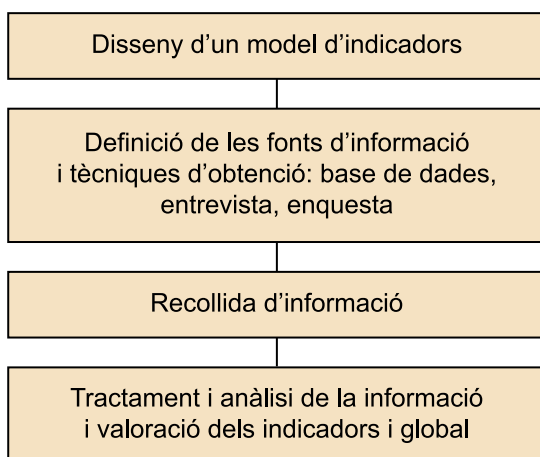 Disseny d'un model d'indicadors
Definició de les fonts d'informació
i tècniques d'obtenció: base de dades,
entrevista, enquesta
Recollida d'informació
Tractament i anàlisi de la informació
i valoració dels indicadors i global